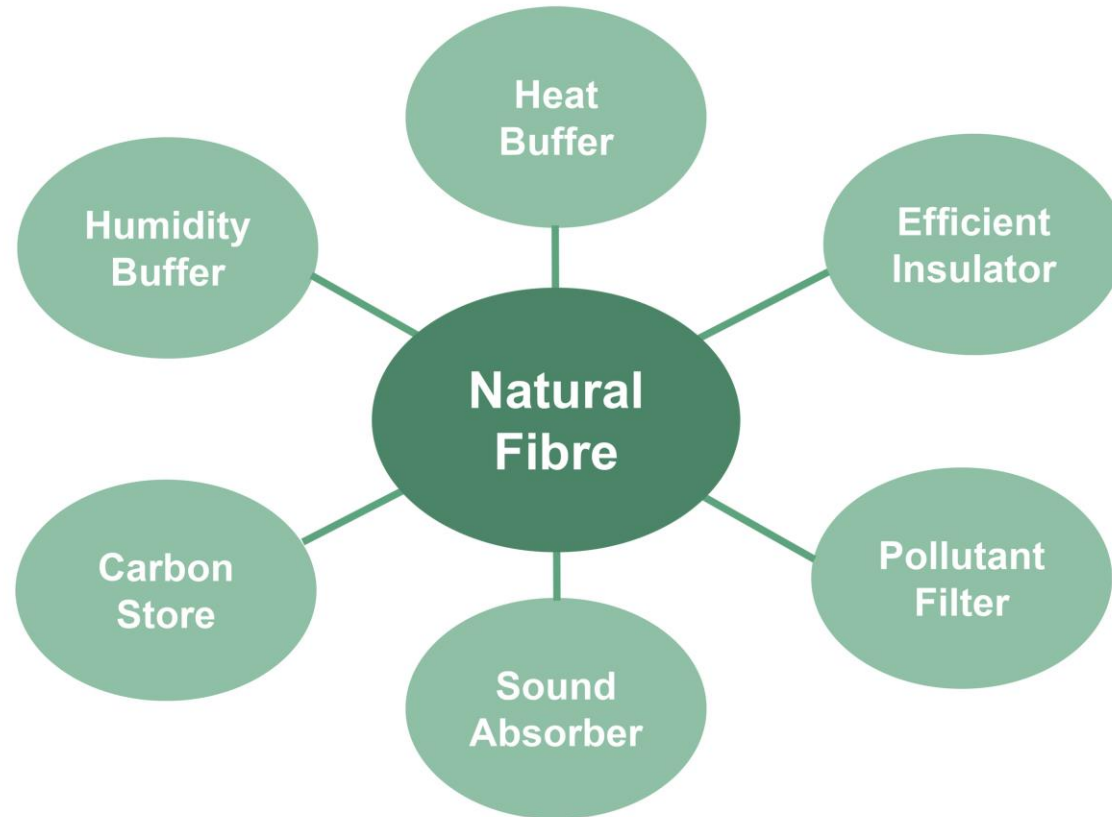 Heat
Buffer
Humidity
Buffer
Efficient
Insulator
Natural
Fibre
Carbon
Store
Pollutant
Filter
Sound
Absorber